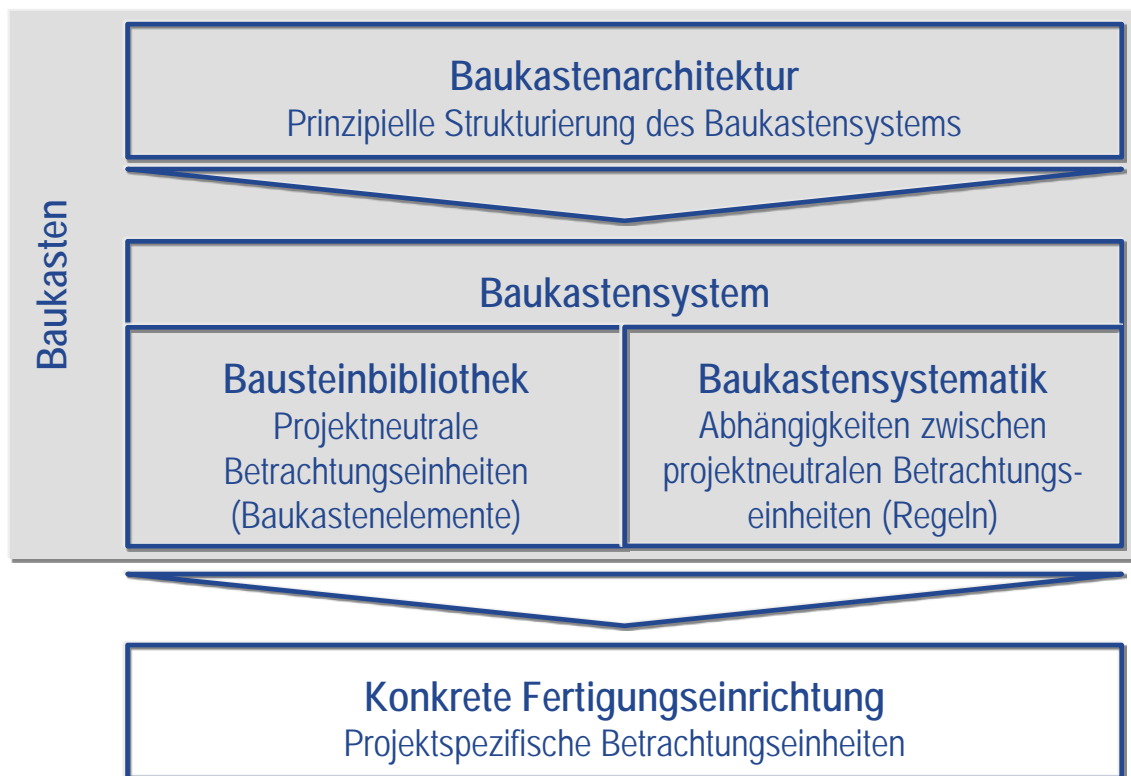 Baukasten
Baukastenarchitektur
Prinzipielle Strukturierung des Baukastensystems
Baukastensystem
Bausteinbibliothek
Projektneutrale
Betrachtungseinheiten
(Baukastenelemente)
Baukastensystematik
Abhängigkeiten zwischen
projektneutralen Betrachtungs-
einheiten (Regeln)
Konkrete Fertigungseinrichtung
Projektspezifische Betrachtungseinheiten